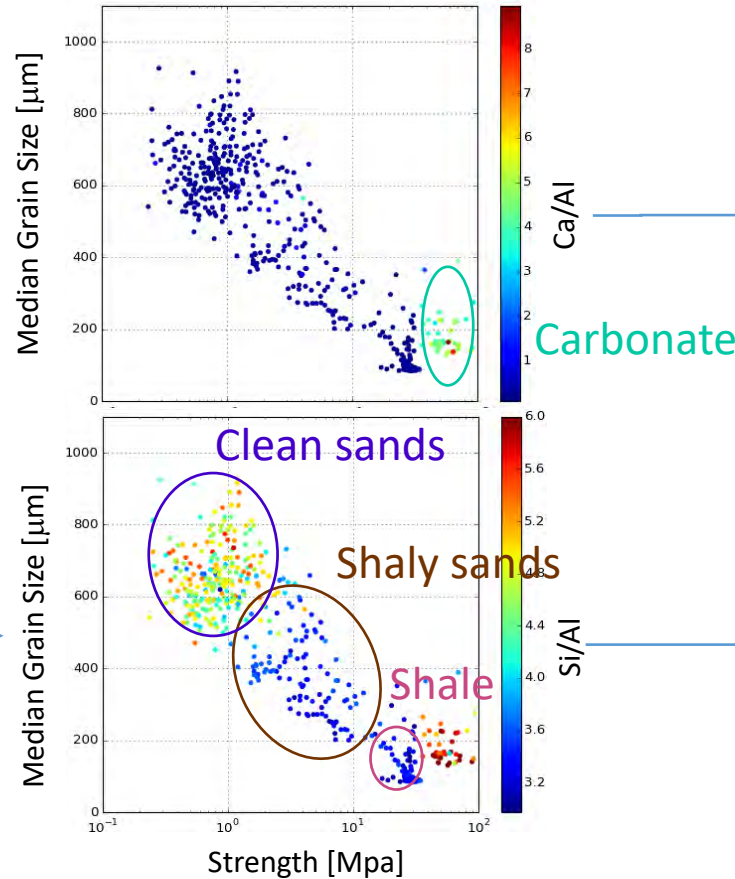 1000
800
600
400
200
0
Median Grain Size [μm]
8
7
6
5
4
3
2
1
Ca/Al
Carbonate
1000
800
600
400
200
0
Median Grain Size [μm]
Clean sands
Shaly sands
Shale
6.0
5.6
5.2
4.8
4.4
4.0
3.6
3.2
Si/Al
10⁻¹ 10⁰ 10¹ 10²
Strength [Mpa]